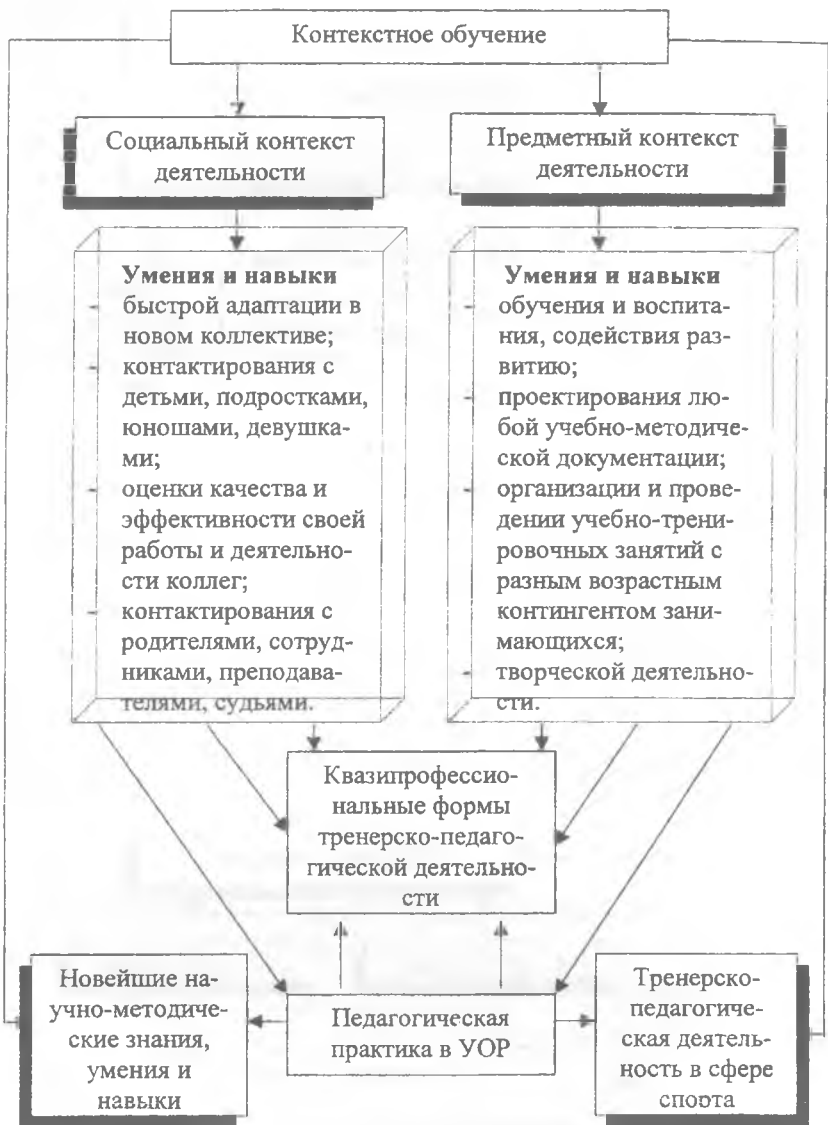 Контекстное обучение
Социальный контекст
деятельности
Предметный контекст
деятельности
Умения и навыки
- быстрой адаптации в
новом коллективе;
- контактирования с
детьми, подростками,
юношами, девушка-
ми;
- оценки качества и
эффективности своей
работы и деятельно-
сти коллег;
- контактирования с
родителями, сотруд-
никами, преподава-
телями, судьями.
Умения и навыки
- обучения и воспита-
ния, содействия раз-
витию;
- проектирования лю-
бой учебно-методиче-
ской документации;
- организации и прове-
дении учебно-трени-
ровочных занятий с
разным возрастным
контингентом зани-
мающихся;
- творческой деятельно-
сти.
Квазипрофессио-
нальные формы
тренерско-педаго-
гической деятельно-
сти
Новейшие на-
учно-методиче-
ские знания,
умения и
навыки
Педагогическая
практика в УОР
Тренерско-
педагогиче-
ская деятель-
ность в сфере
спорта